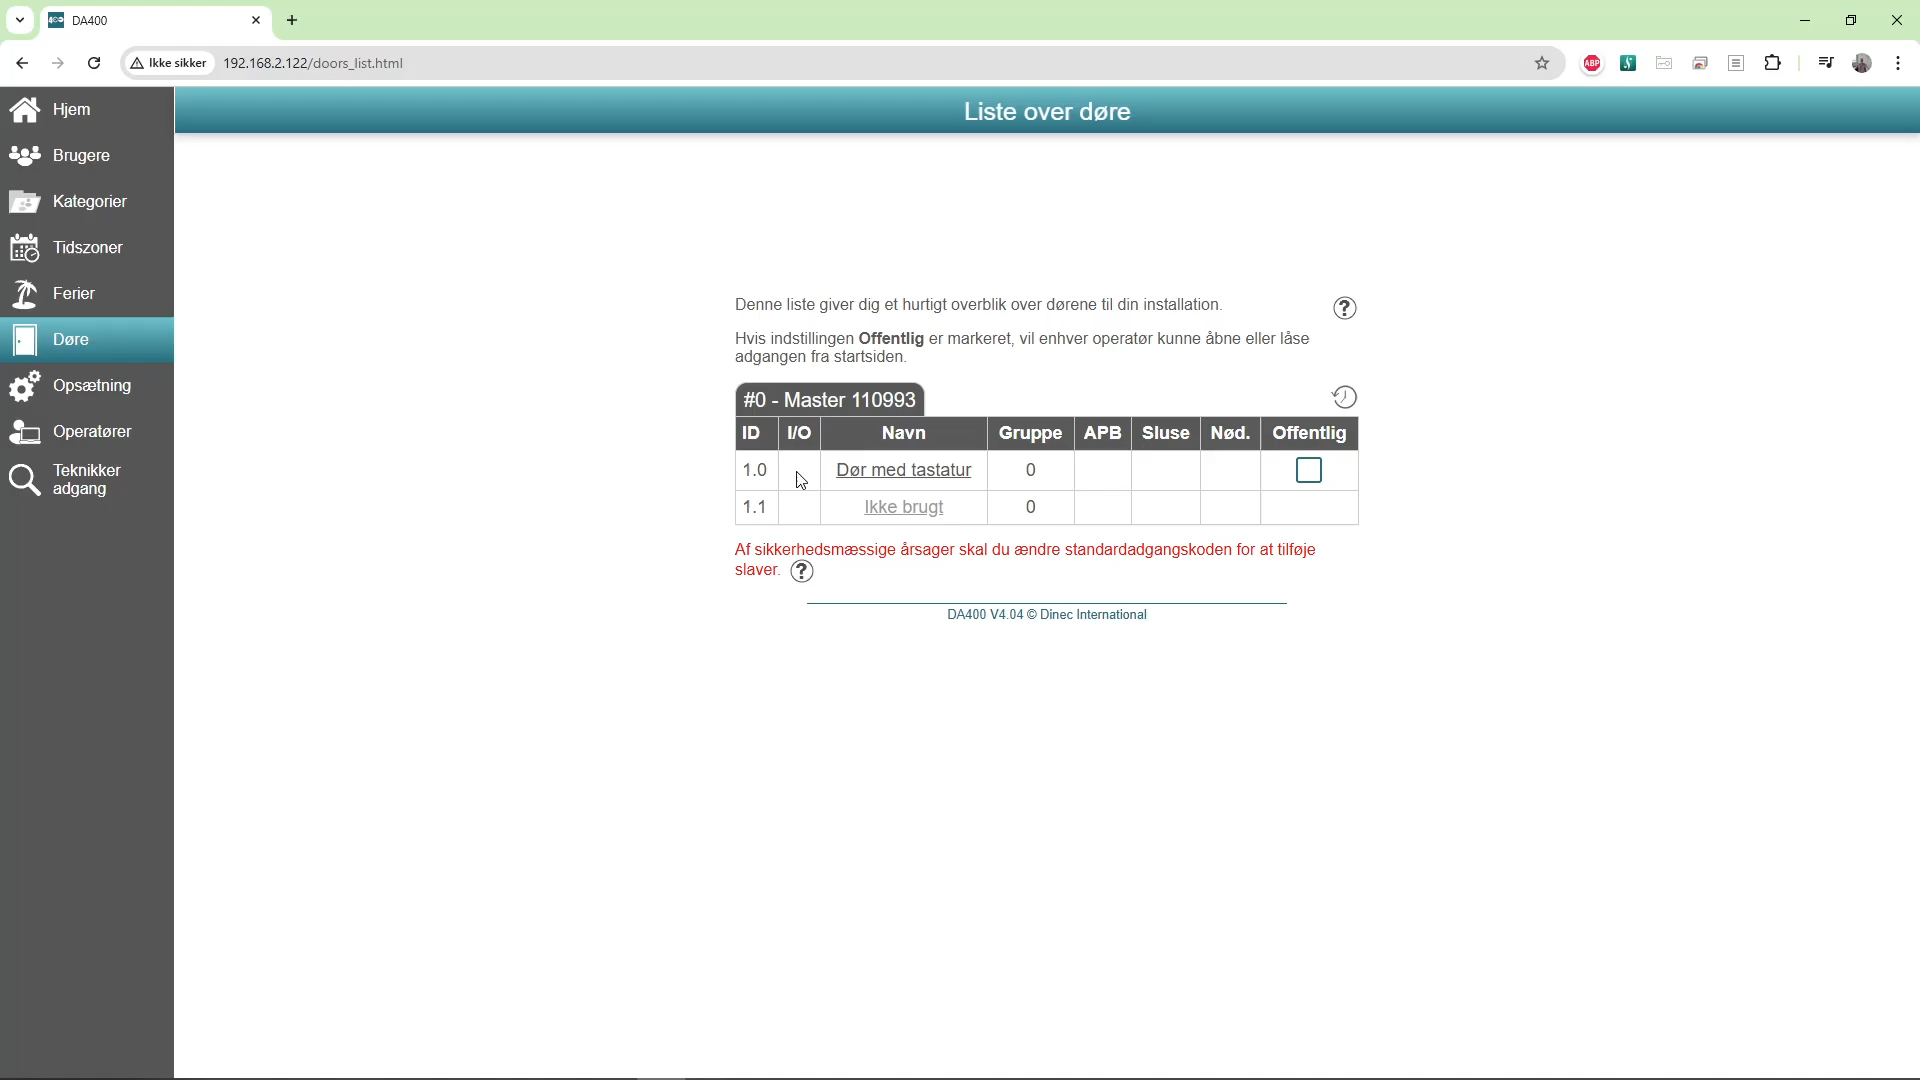 DA400
Ikke sikker
192.168.2.122/doors_list.html
ABP
Hjem
Brugere
Kategorier
Tidszoner
Ferier
Døre
Opsætning
Operatører
Teknikker
adgang
Liste over døre
Denne liste giver dig et hurtigt overblik over dørene til din installation.
Hvis indstillingen Offentlig er markeret, vil enhver operatør kunne åbne eller låse
adgangen fra startsiden.
#0 - Master 110993
ID I/O Navn Gruppe APB Sluse Nød. Offentlig
1.0 Dør med tastatur 0
1.1 Ikke brugt 0
Af sikkerhedsmæssige årsager skal du ændre standardadgangskoden for at tilføje
slaver. ?
DA400 V4.04 © Dinec International